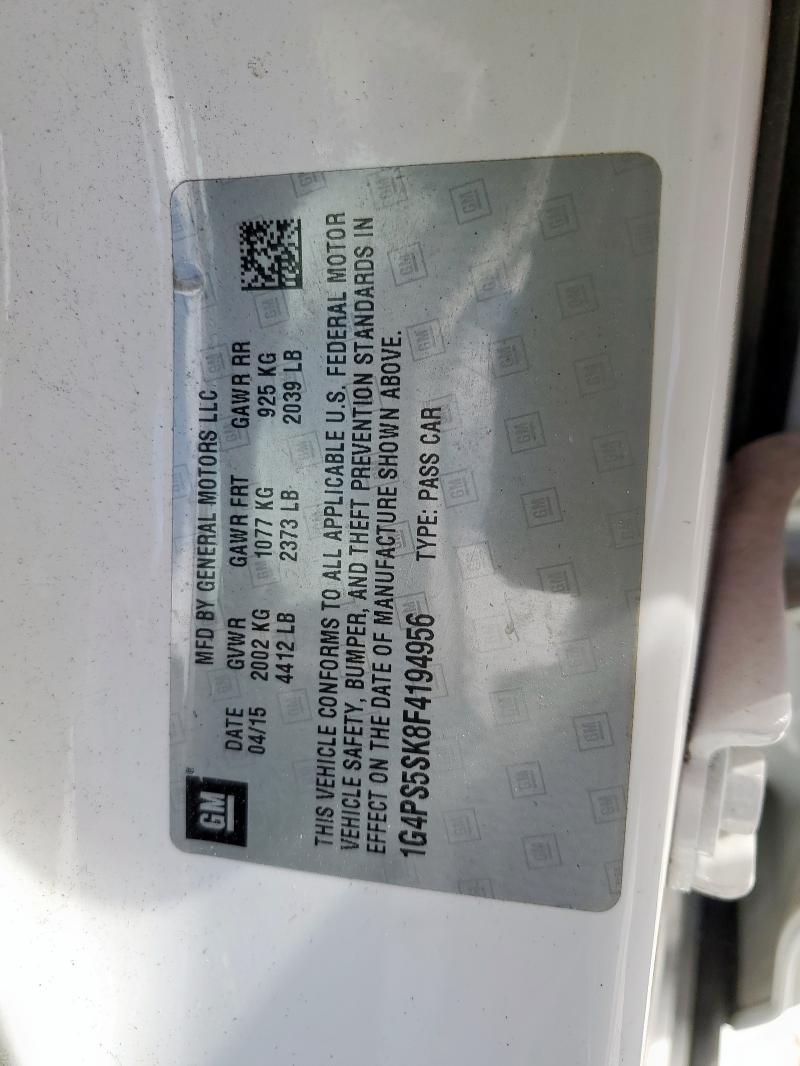 GM®
MFD BY GENERAL MOTORS LLC
DATE GVWR GAWR FRT GAWR RR
04/15 2002 KG 1077 KG 925 KG
4412 LB 2373 LB 2039 LB
THIS VEHICLE CONFORMS TO ALL APPLICABLE U.S. FEDERAL MOTOR
VEHICLE SAFETY, BUMPER, AND THEFT PREVENTION STANDARDS IN
EFFECT ON THE DATE OF MANUFACTURE SHOWN ABOVE.
1G4PS5SK8F4194956 TYPE: PASS CAR